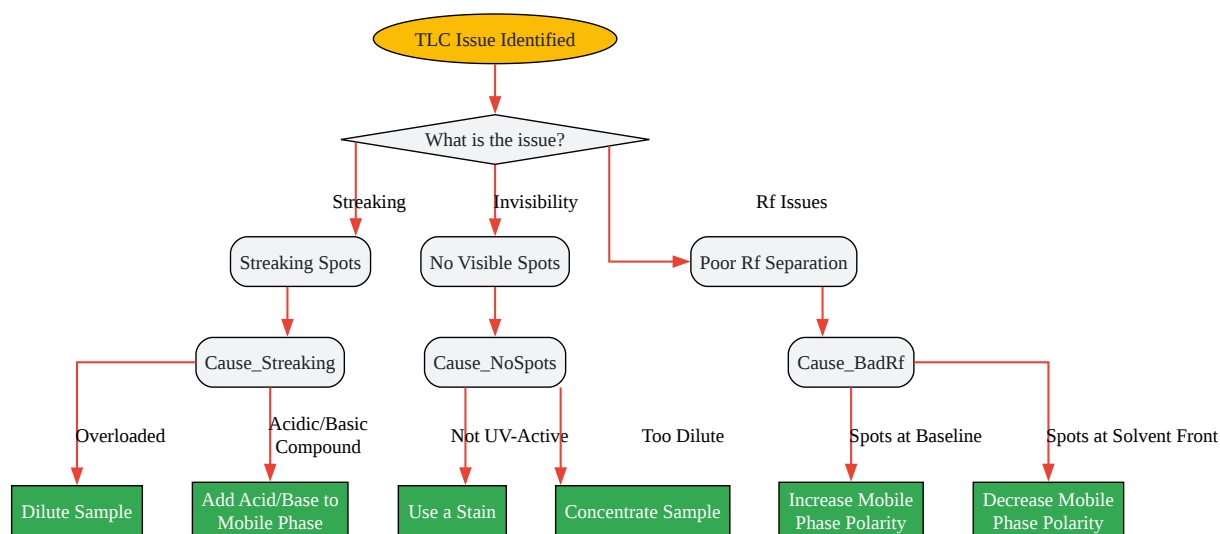 TLC Issue Identified
What is the issue?
Streaking
Invisibility
Rf Issues
Streaking Spots
No Visible Spots
Poor Rf Separation
Cause_Streaking
Cause_NoSpots
Cause_BadRf
Overloaded
Acidic/Basic
Compound
Not UV-Active
Too Dilute
Spots at Baseline
Spots at Solvent Front
Dilute Sample
Add Acid/Base to
Mobile Phase
Use a Stain
Concentrate Sample
Increase Mobile
Phase Polarity
Decrease Mobile
Phase Polarity